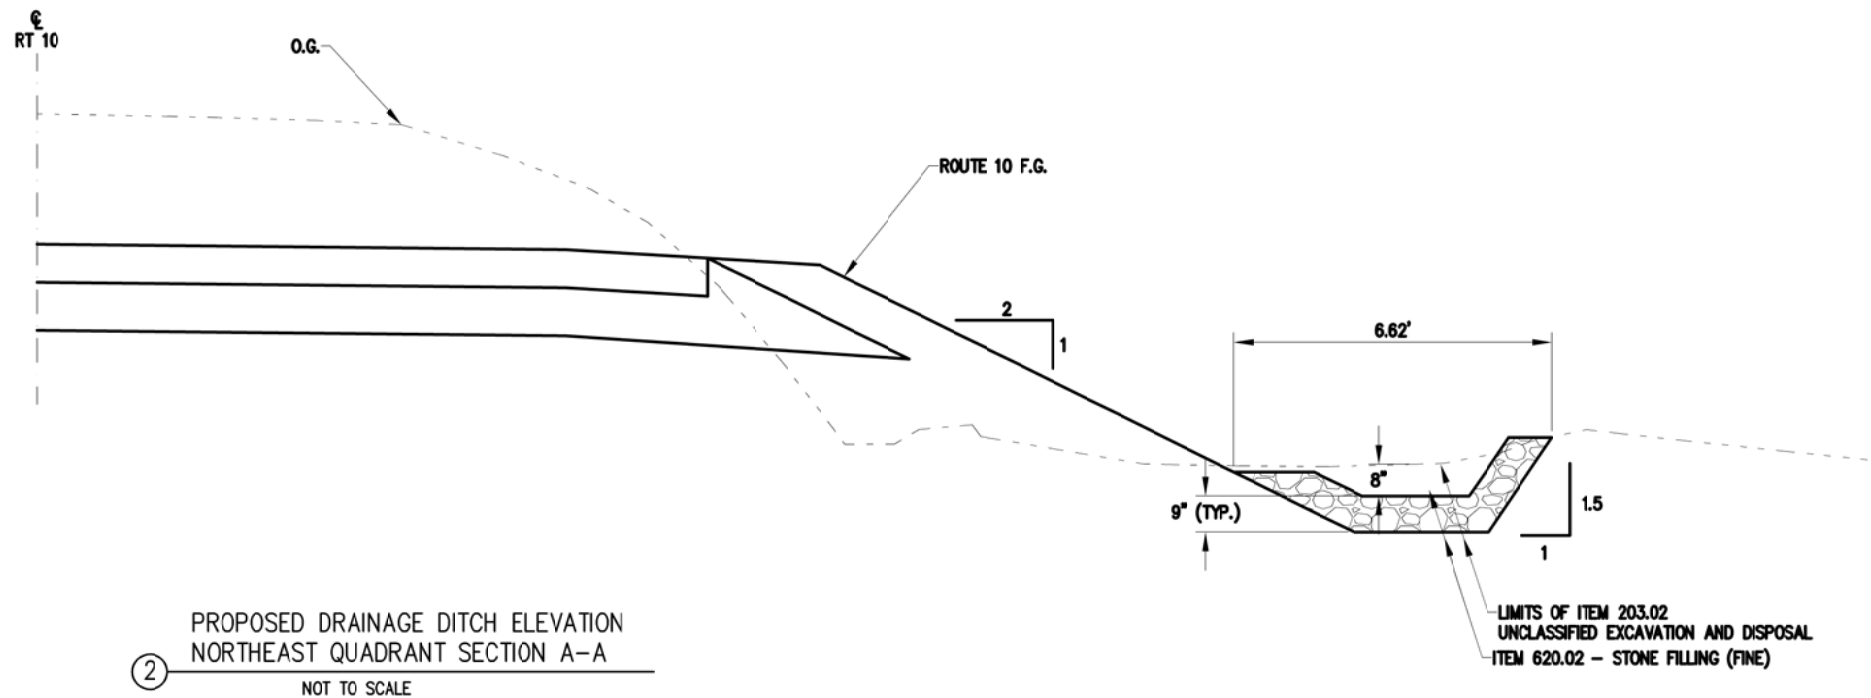 ℄
RT 10
O.G.
ROUTE 10 F.G.
2
1
6.62'
8"
9" (TYP.)
1.5
1
LIMITS OF ITEM 203.02
UNCLASSIFIED EXCAVATION AND DISPOSAL
ITEM 620.02 – STONE FILLING (FINE)
2
PROPOSED DRAINAGE DITCH ELEVATION
NORTHEAST QUADRANT SECTION A–A
NOT TO SCALE